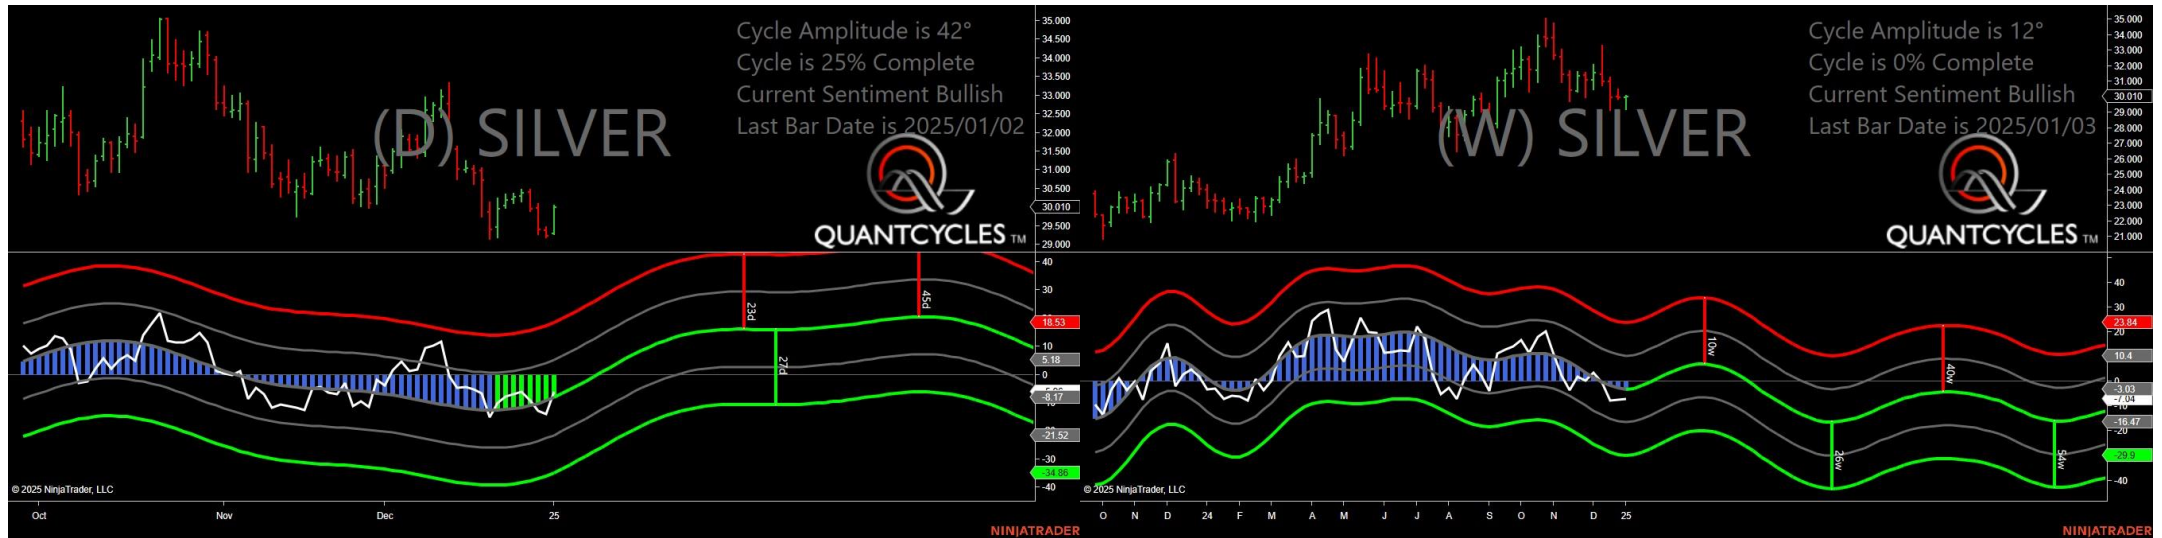 Cycle Amplitude is 42°
Cycle is 25% Complete
Current Sentiment Bullish
Last Bar Date is 2025/01/02
(D) SILVER
QUANTCYCLES TM
35.000
34.500
34.000
33.500
33.000
32.500
32.000
31.500
31.000
30.500
30.010
29.500
29.000
40
30
18.53
10
5.18
0
-8.17
-21.52
-30
-34.86
-40
23d
45d
27d
© 2025 NinjaTrader, LLC
Oct
Nov
Dec
25
NINJATRADER
Cycle Amplitude is 12°
Cycle is 0% Complete
Current Sentiment Bullish
Last Bar Date is 2025/01/03
(W) SILVER
QUANTCYCLES TM
35.000
34.000
33.000
32.000
31.000
30.010
29.000
28.000
27.000
26.000
25.000
24.000
23.000
22.000
21.000
40
30
23.84
20
10.4
0
-3.03
-7.04
-10
-16.47
-20
-29.9
-40
10w
40w
26w
54w
© 2025 NinjaTrader, LLC
O N D 24 F M A M J J A S O N D 25
NINJATRADER